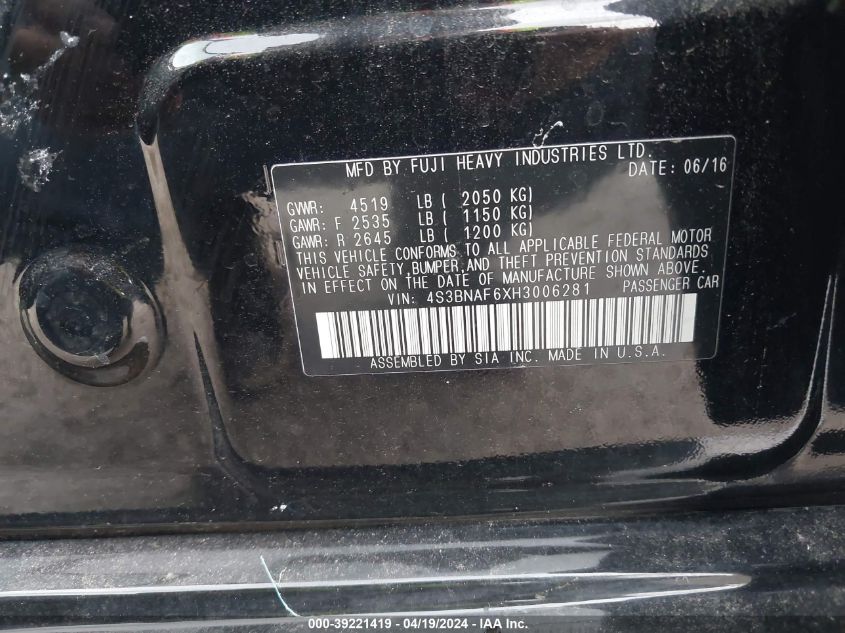 MFD BY FUJI HEAVY INDUSTRIES LTD.
DATE: 06/16
GVWR: 4519 LB ( 2050 KG)
GAWR: F 2535 LB ( 1150 KG)
GAWR: R 2645 LB ( 1200 KG)
THIS VEHICLE CONFORMS TO ALL APPLICABLE FEDERAL MOTOR
VEHICLE SAFETY,BUMPER,AND THEFT PREVENTION STANDARDS
IN EFFECT ON THE DATE OF MANUFACTURE SHOWN ABOVE.
VIN: 4S3BNAF6XH3006281 PASSENGER CAR
ASSEMBLED BY SIA INC. MADE IN U.S.A.
000-39221419 - 04/19/2024 - IAA Inc.